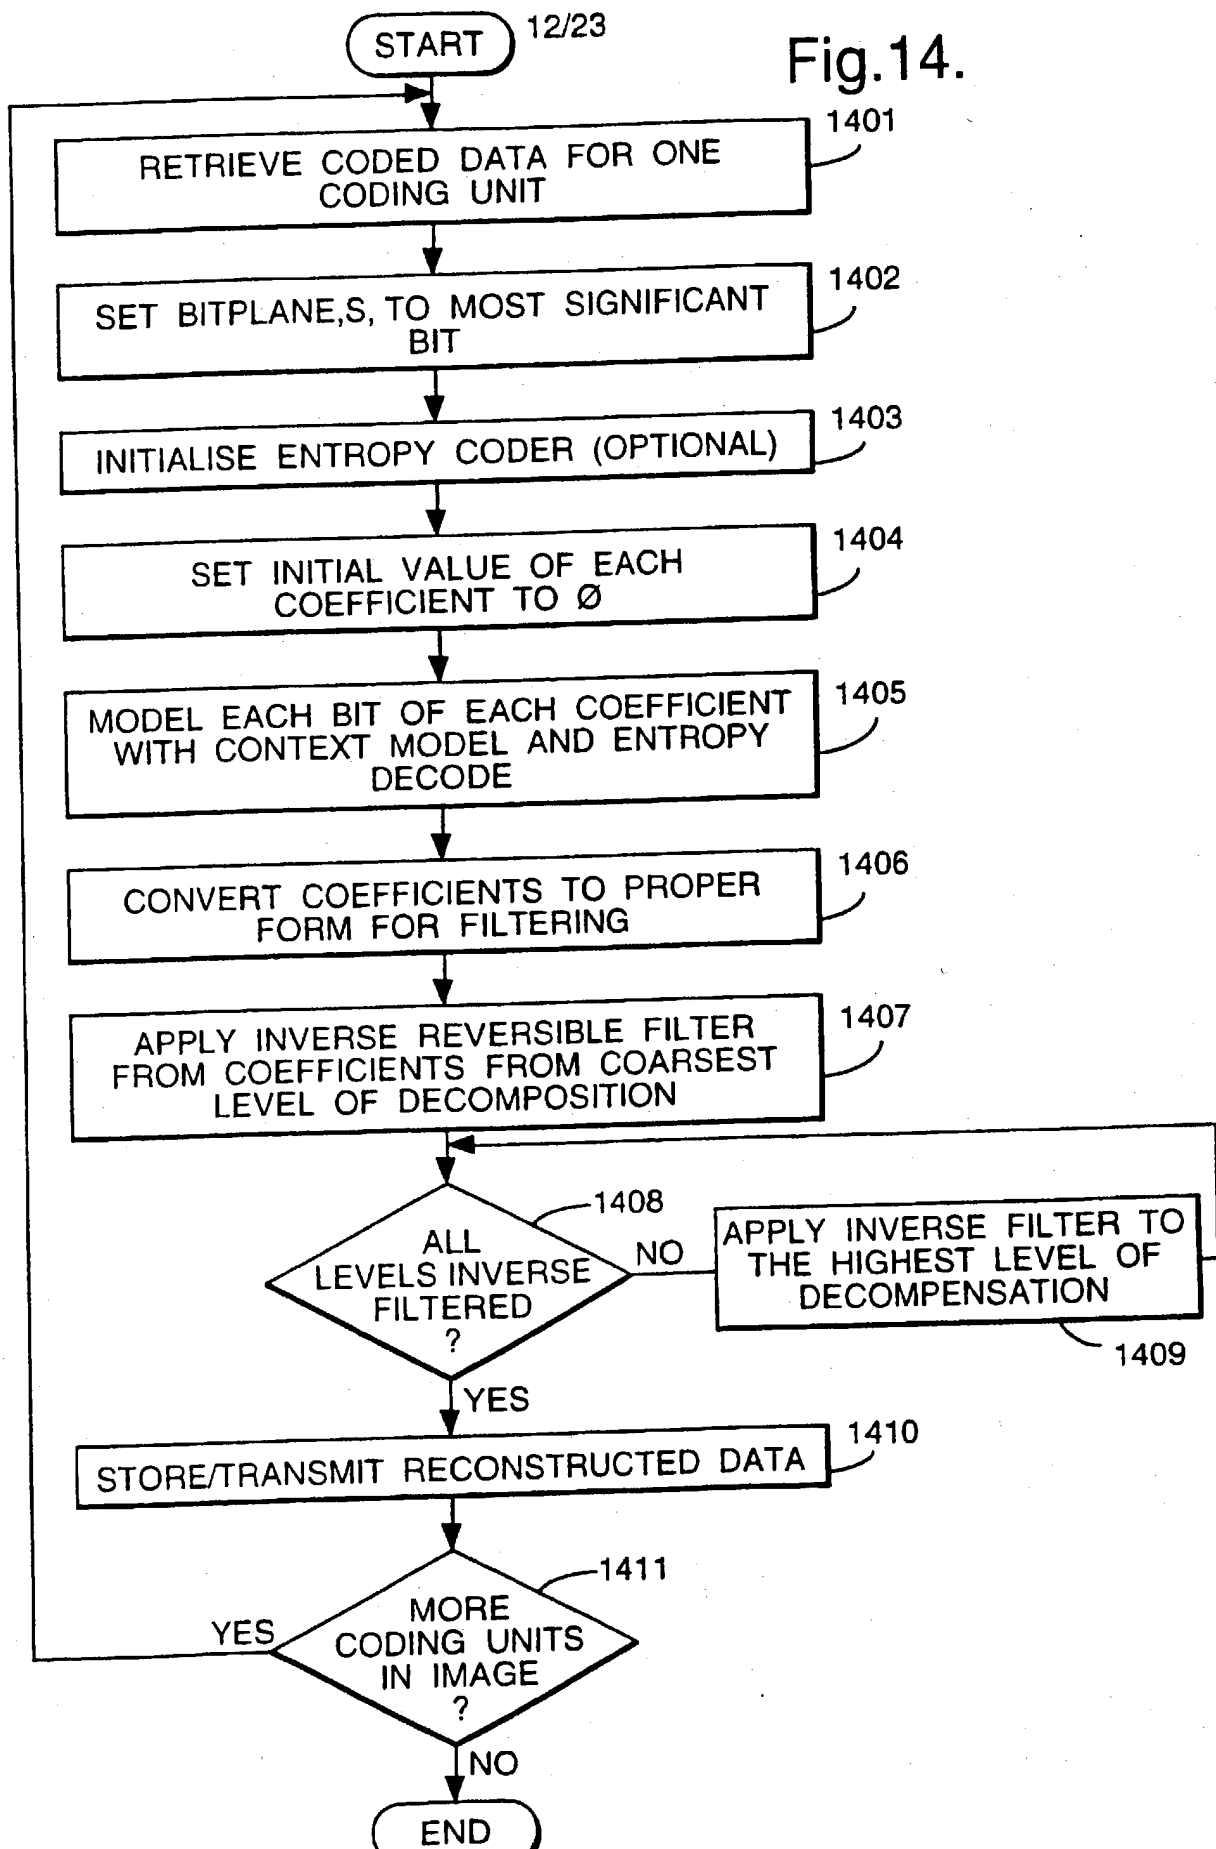 START
12/23
Fig.14.
1401
RETRIEVE CODED DATA FOR ONE
CODING UNIT
1402
SET BITPLANE,S, TO MOST SIGNIFICANT
BIT
1403
INITIALISE ENTROPY CODER (OPTIONAL)
1404
SET INITIAL VALUE OF EACH
COEFFICIENT TO Ø
1405
MODEL EACH BIT OF EACH COEFFICIENT
WITH CONTEXT MODEL AND ENTROPY
DECODE
1406
CONVERT COEFFICIENTS TO PROPER
FORM FOR FILTERING
1407
APPLY INVERSE REVERSIBLE FILTER
FROM COEFFICIENTS FROM COARSEST
LEVEL OF DECOMPOSITION
1408
ALL
LEVELS INVERSE
FILTERED
?
NO
APPLY INVERSE FILTER TO
THE HIGHEST LEVEL OF
DECOMPENSATION
1409
YES
1410
STORE/TRANSMIT RECONSTRUCTED DATA
1411
MORE
CODING UNITS
IN IMAGE
?
YES
NO
END